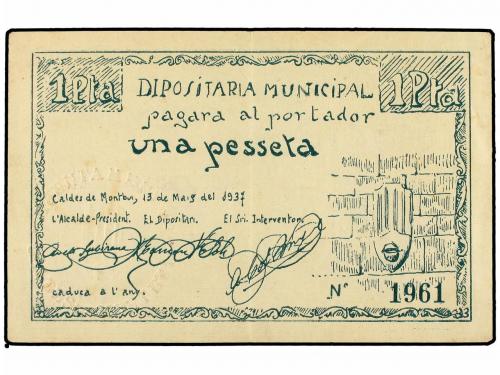 1 Pta
1 Pta
DIPOSITARIA MUNICIPAL
pagara al portador
una pesseta
Caldes de Montbui, 13 de Maig del 1937
L'Alcalde-President. El Dipositari. El Sri. Interventor.
caduca a l'any.
Nº 1961